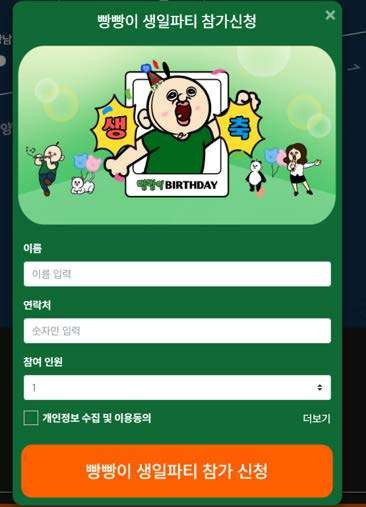 빵빵이 생일파티 참가신청
×
생
축
빵빵이 BIRTHDAY
이름
이름 입력
연락처
숫자만 입력
참여 인원
1
개인정보 수집 및 이용동의
더보기
빵빵이 생일파티 참가 신청